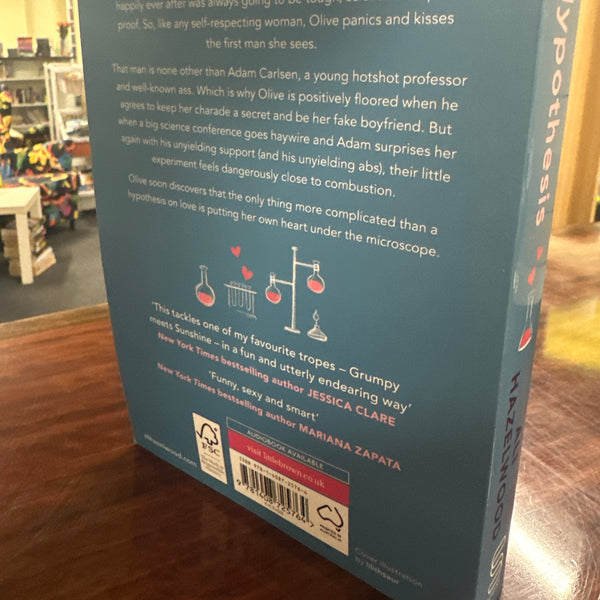 happily ever after was always going to be tough,
proof. So, like any self-respecting woman, Olive panics and kisses
the first man she sees.
That man is none other than Adam Carlsen, a young hotshot professor
and well-known ass. Which is why Olive is positively floored when he
agrees to keep her charade a secret and be her fake boyfriend. But
when a big science conference goes haywire and Adam surprises her
again with his unyielding support (and his unyielding abs), their little
experiment feels dangerously close to combustion.
Olive soon discovers that the only thing more complicated than a
hypothesis on love is putting her own heart under the microscope.
'This tackles one of my favourite tropes – Grumpy
meets Sunshine – in a fun and utterly endearing way'
New York Times bestselling author JESSICA CLARE
'Funny, sexy and smart'
New York Times bestselling author MARIANA ZAPATA
FSC
AUDIOBOOK AVAILABLE
visit littlebrown.co.uk
Cover illustration
by lilithsaur
ypothesis
HAZELWOOD